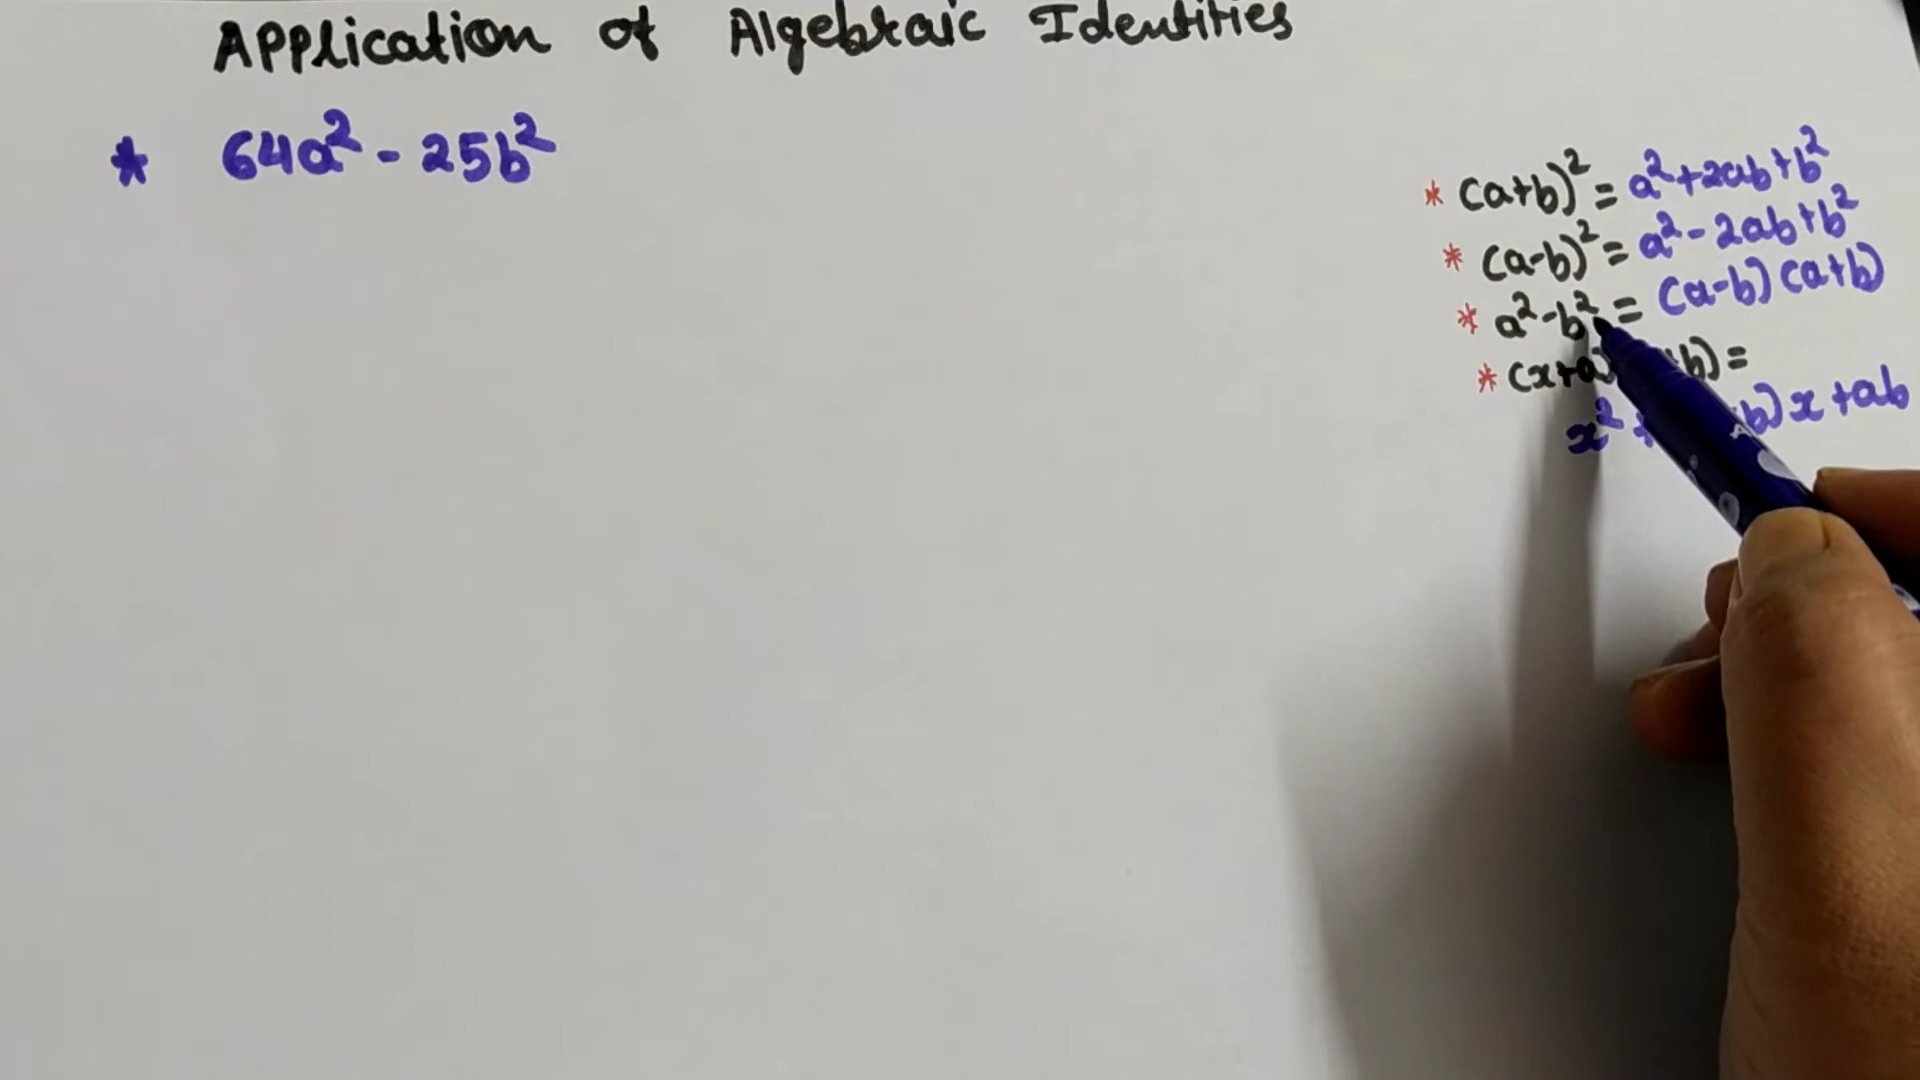 Application of Algebraic Identities
* 64a² - 25b²
* (a+b)² = a²+2ab+b²
* (a-b)² = a²-2ab+b²
* a²-b² = (a-b)(a+b)
* (x+a) +b) =
x² + b)x+ab